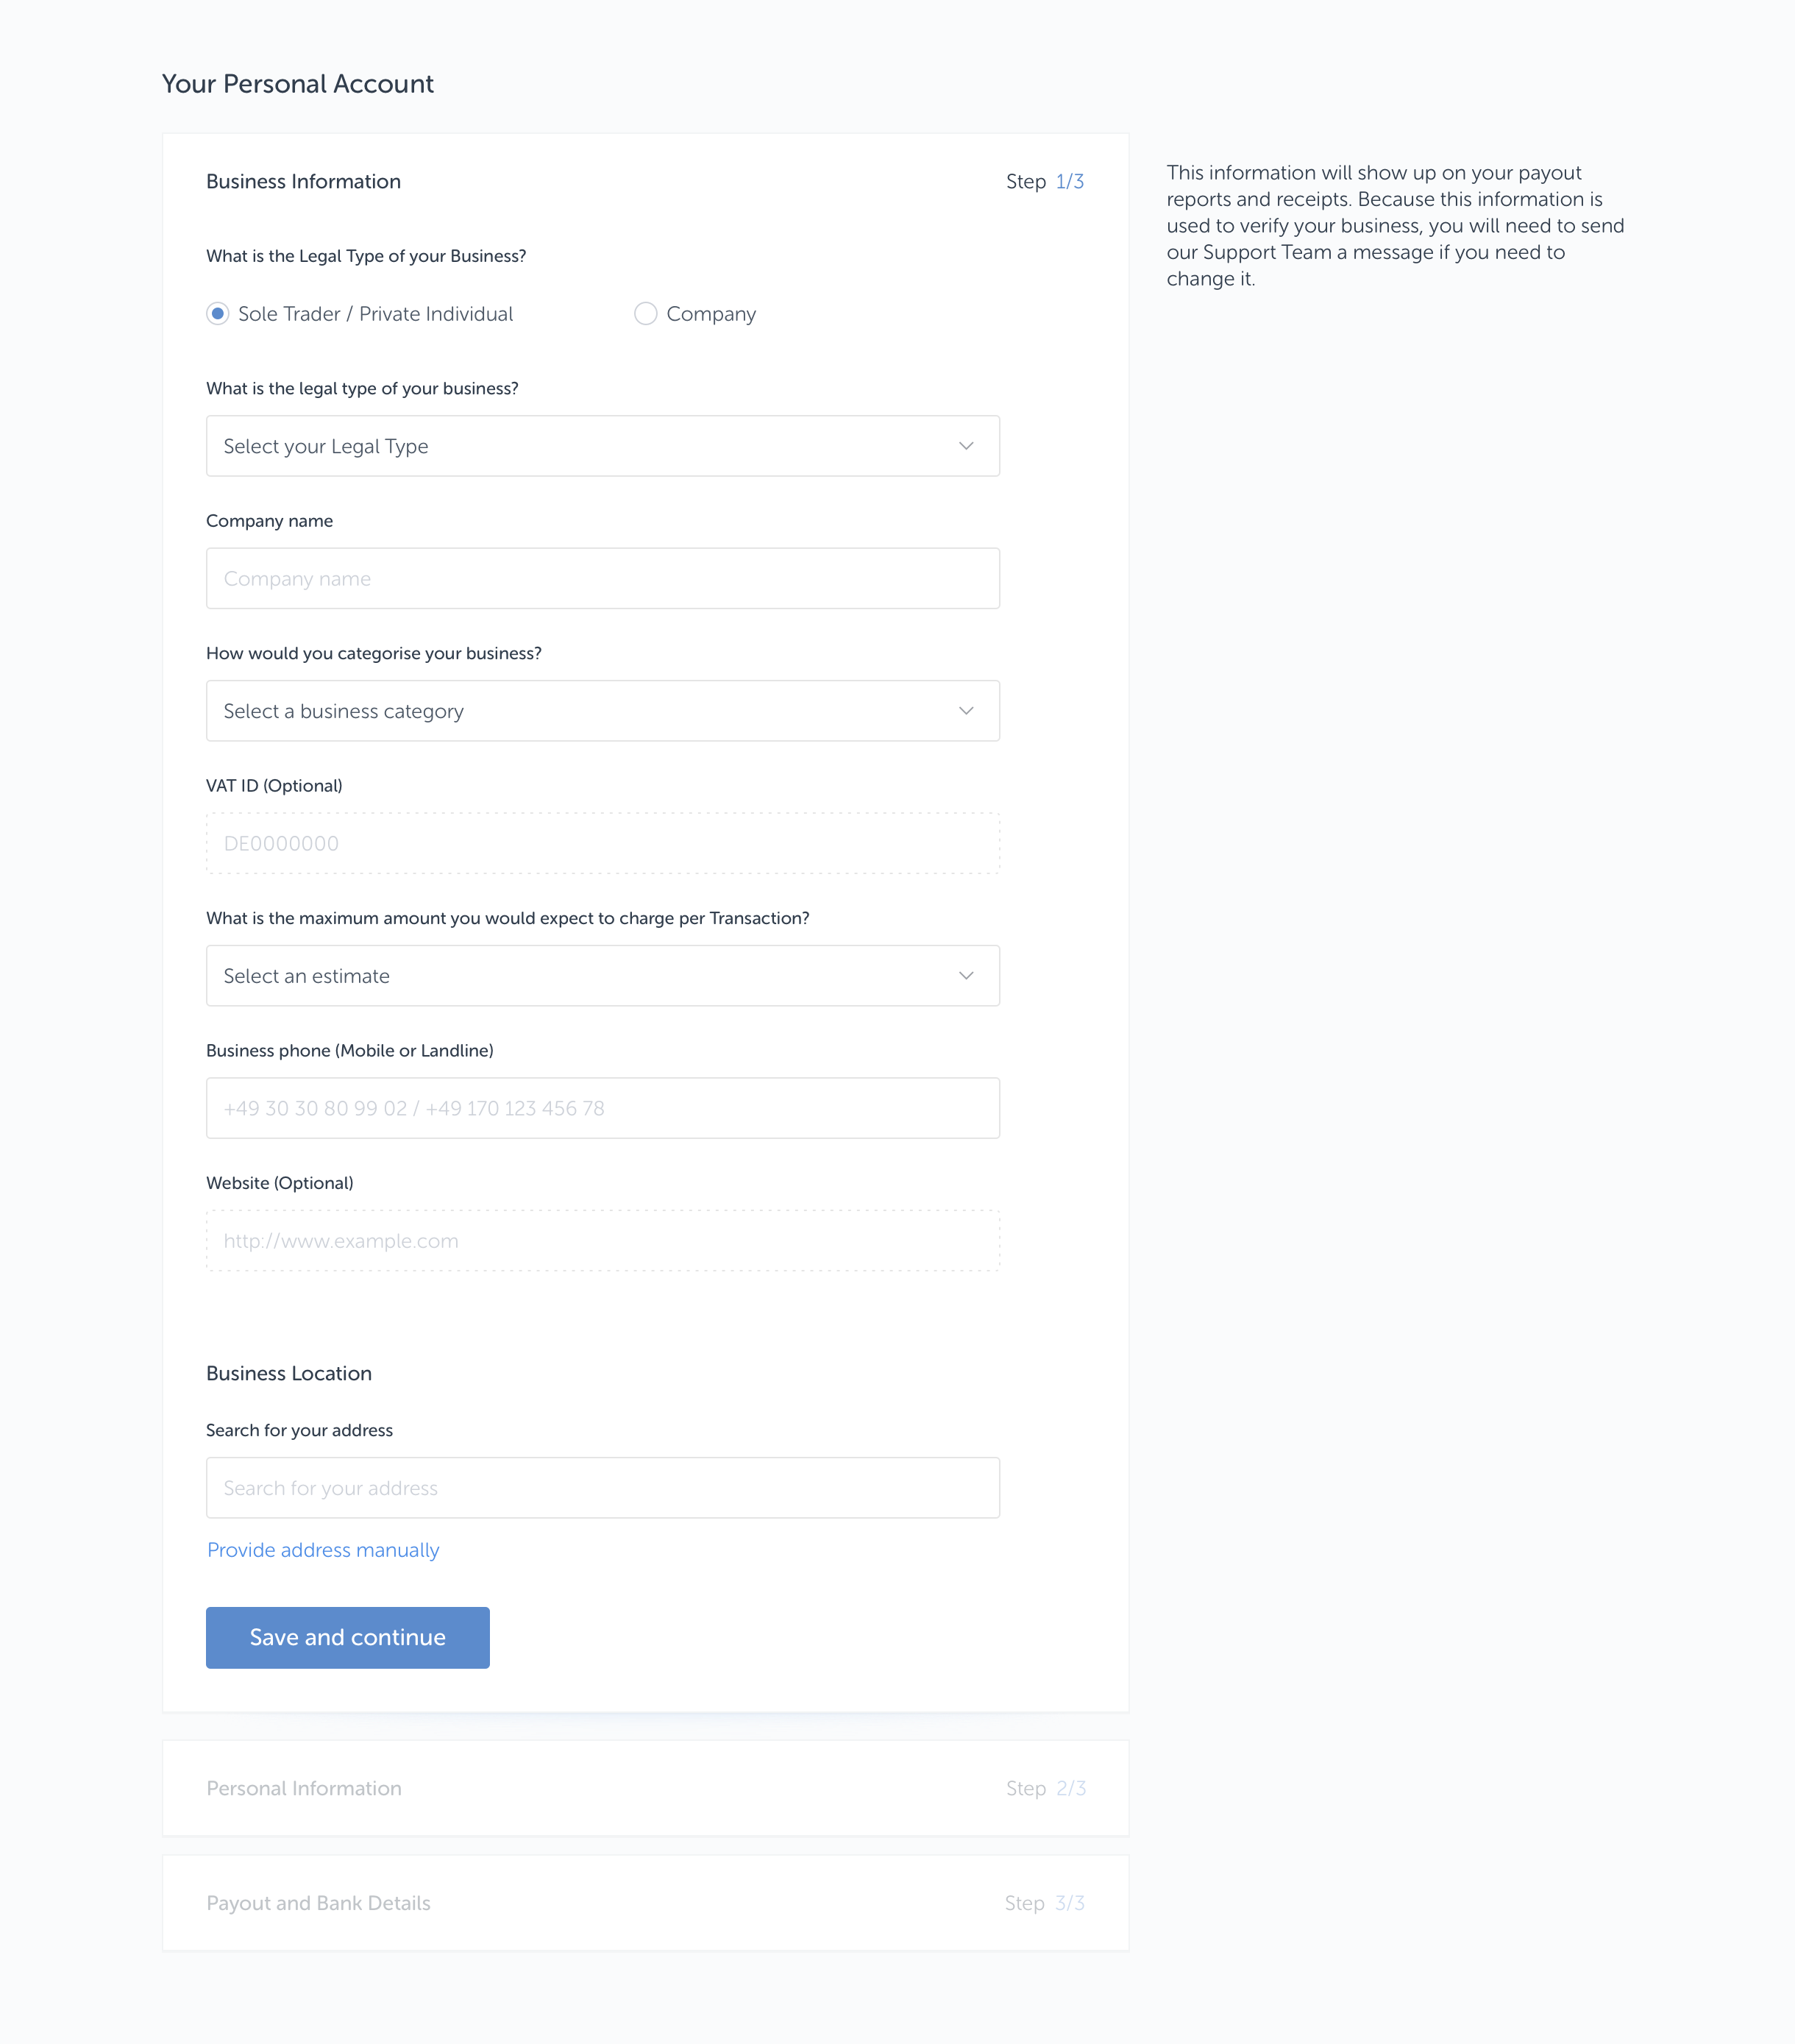 Your Personal Account
Business Information
Step 1/3
This information will show up on your payout
reports and receipts. Because this information is
used to verify your business, you will need to send
our Support Team a message if you need to
change it.
What is the Legal Type of your Business?
Sole Trader / Private Individual
Company
What is the legal type of your business?
Select your Legal Type
Company name
Company name
How would you categorise your business?
Select a business category
VAT ID (Optional)
DE0000000
What is the maximum amount you would expect to charge per Transaction?
Select an estimate
Business phone (Mobile or Landline)
+49 30 30 80 99 02 / +49 170 123 456 78
Website (Optional)
http://www.example.com
Business Location
Search for your address
Search for your address
Provide address manually
Save and continue
Personal Information
Step 2/3
Payout and Bank Details
Step 3/3